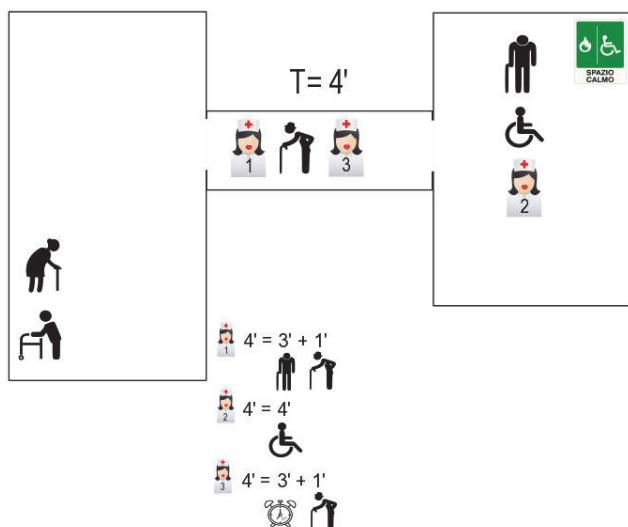 T= 4'
SPAZIO
CALMO
1
3
2
1 4' = 3' + 1'
2 4' = 4'
3 4' = 3' + 1'